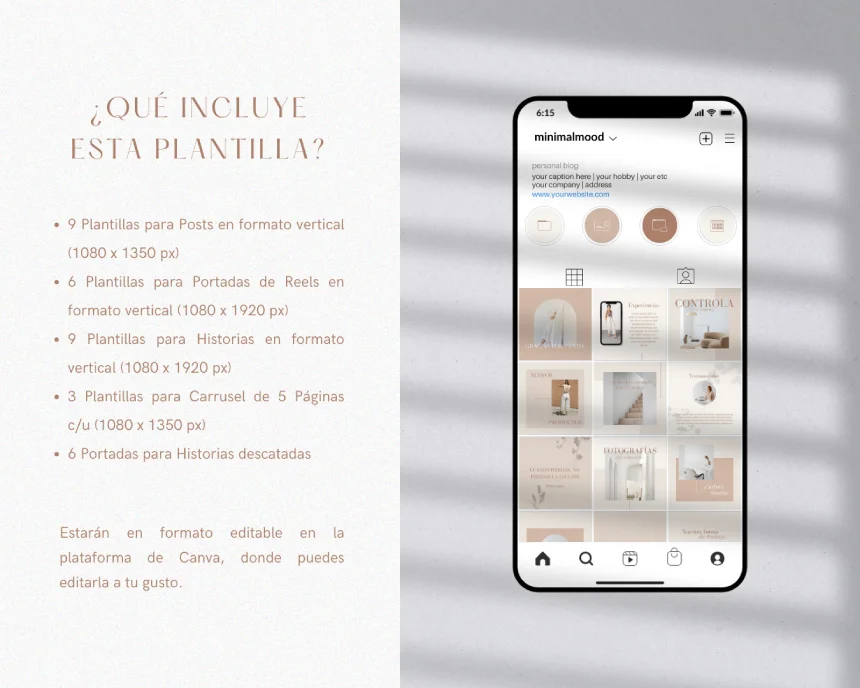 ¿QUÉ INCLUYE
ESTA PLANTILLA?
9 Plantillas para Posts en formato vertical
(1080 x 1350 px)
6 Plantillas para Portadas de Reels en
formato vertical (1080 x 1920 px)
9 Plantillas para Historias en formato
vertical (1080 x 1920 px)
3 Plantillas para Carrusel de 5 Páginas
c/u (1080 x 1350 px)
6 Portadas para Historias descatadas
Estarán en formato editable en la
plataforma de Canva, donde puedes
editarla a tu gusto.
6:15
minimalmood
personal blog
your caption here | your hobby | your etc
your company | address
www.yourwebsite.com
Experiencias
CONTROLA
FOTOGRAFÍAS